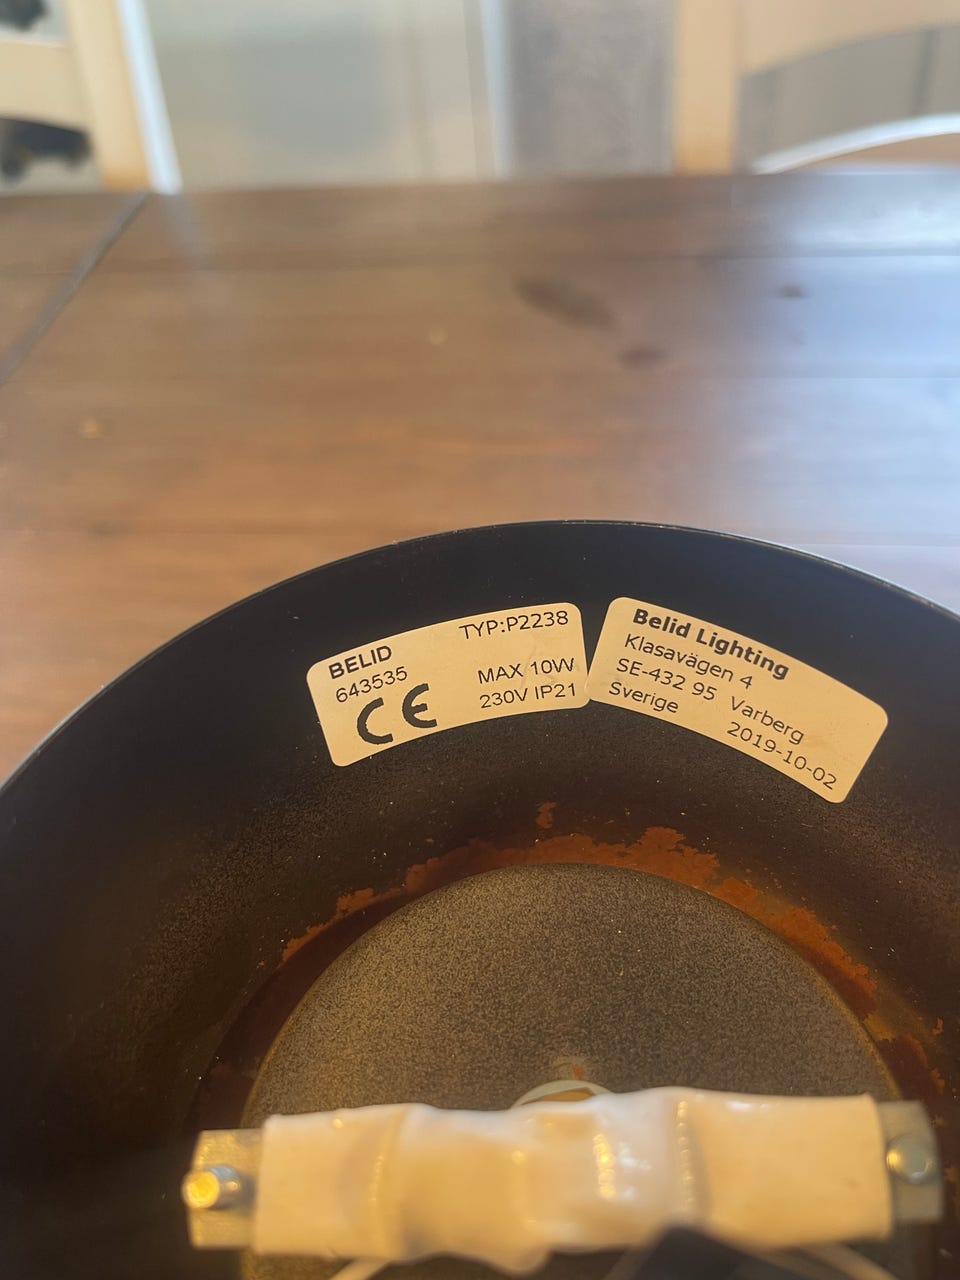 BELID
TYP:P2238
643535
MAX 10W
CE
230V IP21
Belid Lighting
Klasavägen 4
SE-432 95 Varberg
Sverige 2019-10-02